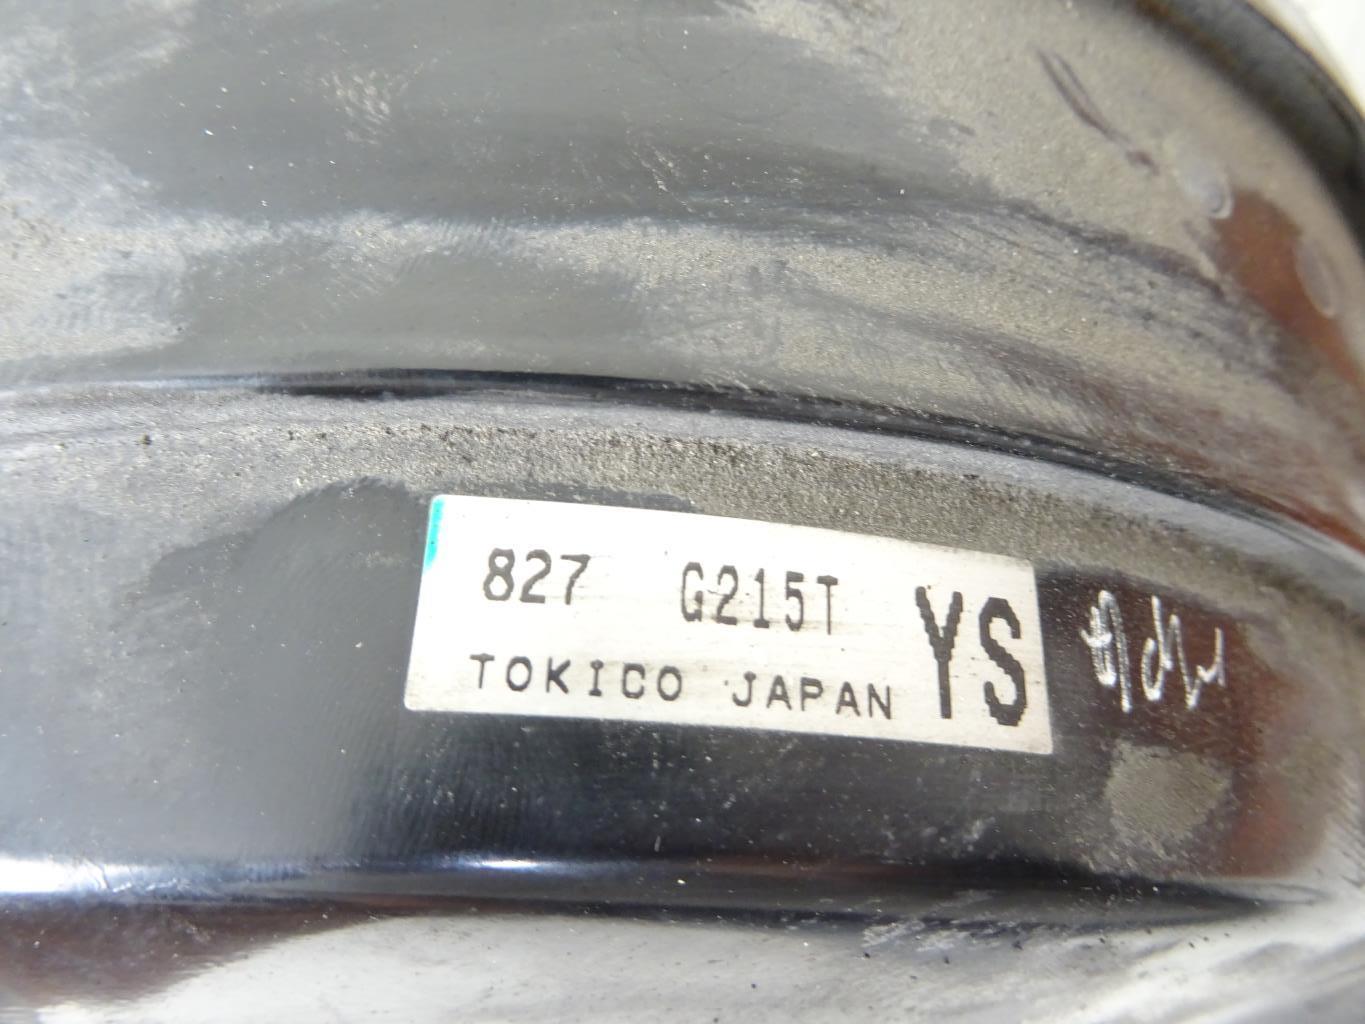 827 G215T YS
TOKICO JAPAN